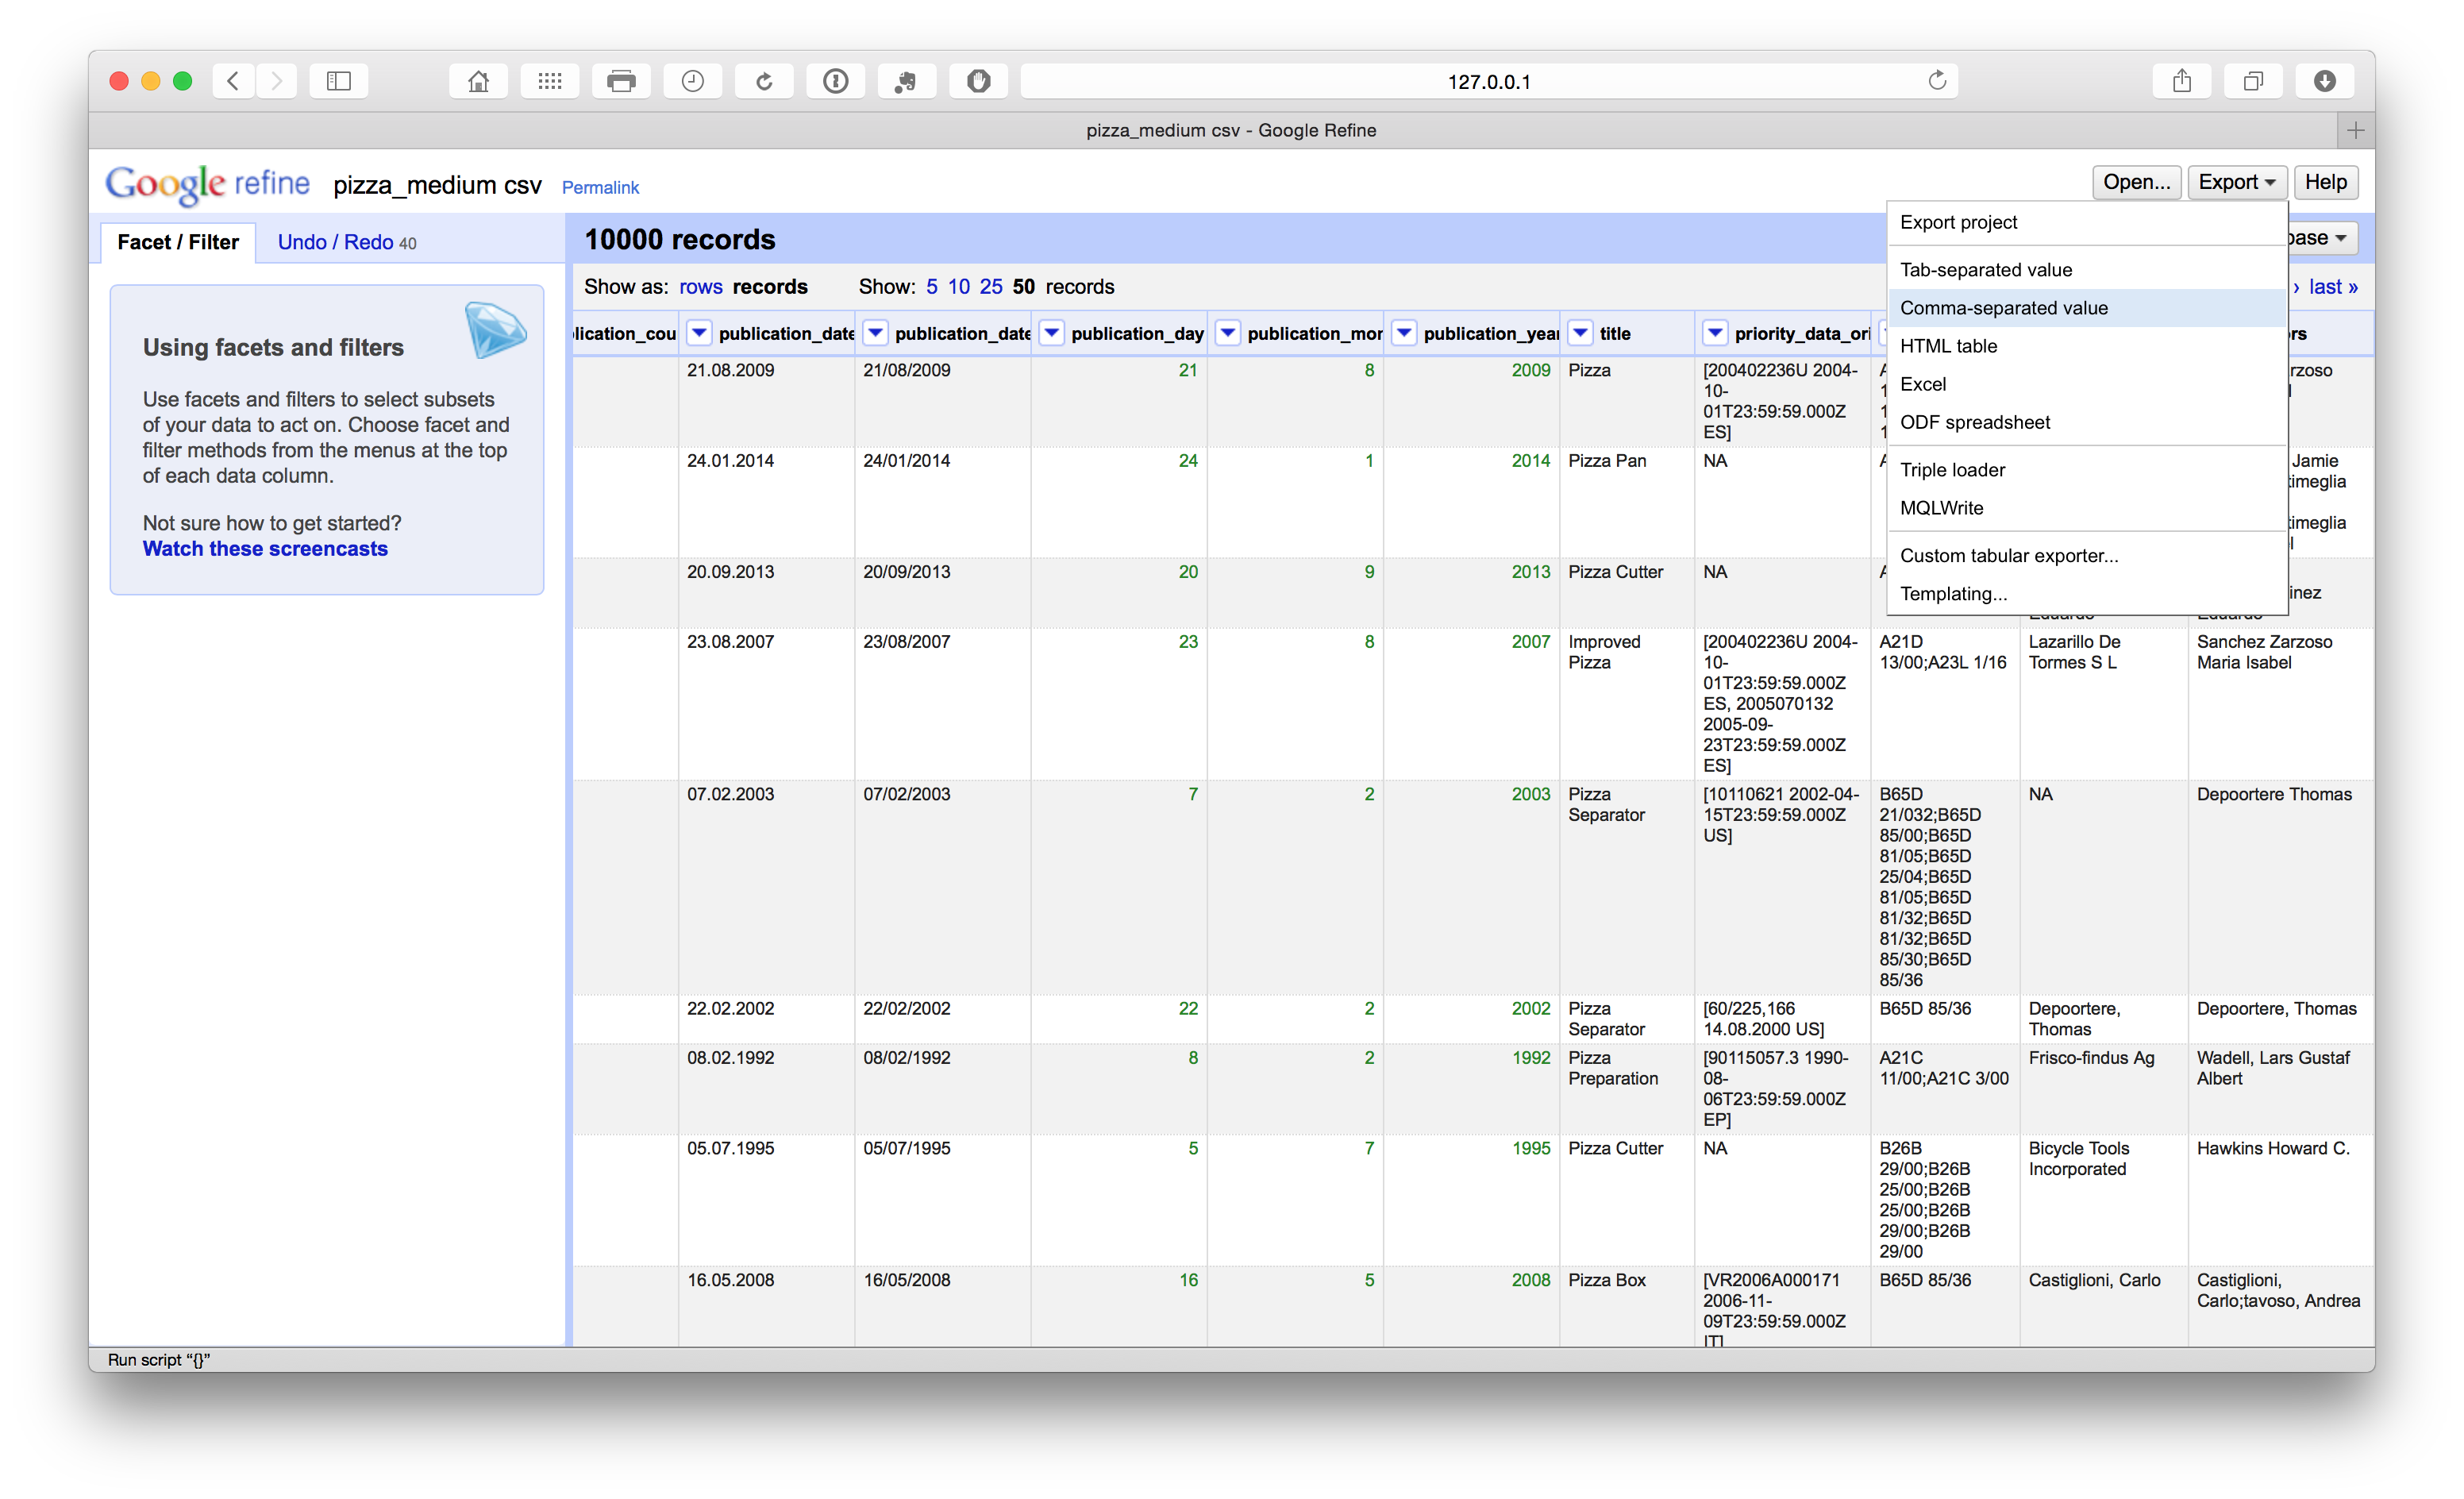 127.0.0.1
pizza_medium csv - Google Refine
Google refine pizza_medium csv Permalink
Open... Export Help
Facet / Filter Undo / Redo 40
10000 records
Show as: rows records Show: 5 10 25 50 records
› last »
Using facets and filters
Use facets and filters to select subsets
of your data to act on. Choose facet and
filter methods from the menus at the top
of each data column.
Not sure how to get started?
Watch these screencasts
Export project
Tab-separated value
Comma-separated value
HTML table
Excel
ODF spreadsheet
Triple loader
MQLWrite
Custom tabular exporter...
Templating...
lication_cou publication_date publication_date publication_day publication_mor publication_year title priority_data_ori
21.08.2009 21/08/2009 21 8 2009 Pizza [200402236U 2004-
10-
01T23:59:59.000Z
ES]
24.01.2014 24/01/2014 24 1 2014 Pizza Pan NA Jamie
timeglia
timeglia
20.09.2013 20/09/2013 20 9 2013 Pizza Cutter NA
inez
23.08.2007 23/08/2007 23 8 2007 Improved [200402236U 2004- A21D Lazarillo De Sanchez Zarzoso
Pizza 10- 13/00;A23L 1/16 Tormes S L Maria Isabel
01T23:59:59.000Z
ES, 2005070132
2005-09-
23T23:59:59.000Z
ES]
07.02.2003 07/02/2003 7 2 2003 Pizza [10110621 2002-04- B65D NA Depoortere Thomas
Separator 15T23:59:59.000Z 21/032;B65D
US] 85/00;B65D
81/05;B65D
25/04;B65D
81/05;B65D
81/32;B65D
81/32;B65D
85/30;B65D
85/36
22.02.2002 22/02/2002 22 2 2002 Pizza [60/225,166 B65D 85/36 Depoortere, Depoortere, Thomas
Separator 14.08.2000 US] Thomas
08.02.1992 08/02/1992 8 2 1992 Pizza [90115057.3 1990- A21C Frisco-findus Ag Wadell, Lars Gustaf
Preparation 08- 11/00;A21C 3/00 Albert
06T23:59:59.000Z
EP]
05.07.1995 05/07/1995 5 7 1995 Pizza Cutter NA B26B Bicycle Tools Hawkins Howard C.
29/00;B26B Incorporated
25/00;B26B
25/00;B26B
29/00;B26B
29/00
16.05.2008 16/05/2008 16 5 2008 Pizza Box [VR2006A000171 B65D 85/36 Castiglioni, Carlo Castiglioni,
2006-11- Carlo;tavoso, Andrea
09T23:59:59.000Z
IT]
Run script “{}”